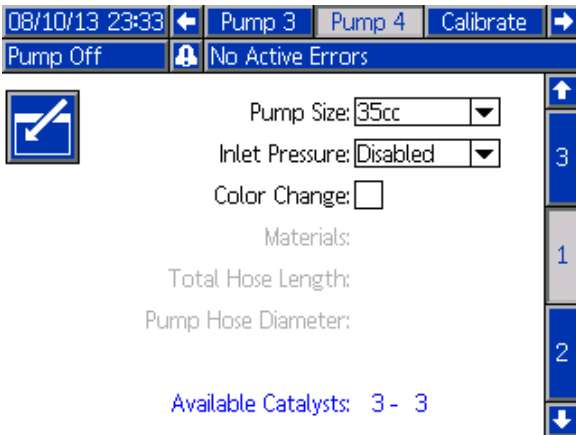 08/10/13 23:33 Pump 3 Pump 4 Calibrate
Pump Off No Active Errors
Pump Size: 35cc
Inlet Pressure: Disabled
3
Color Change:
Materials:
1
Total Hose Length:
Pump Hose Diameter:
2
Available Catalysts: 3 - 3